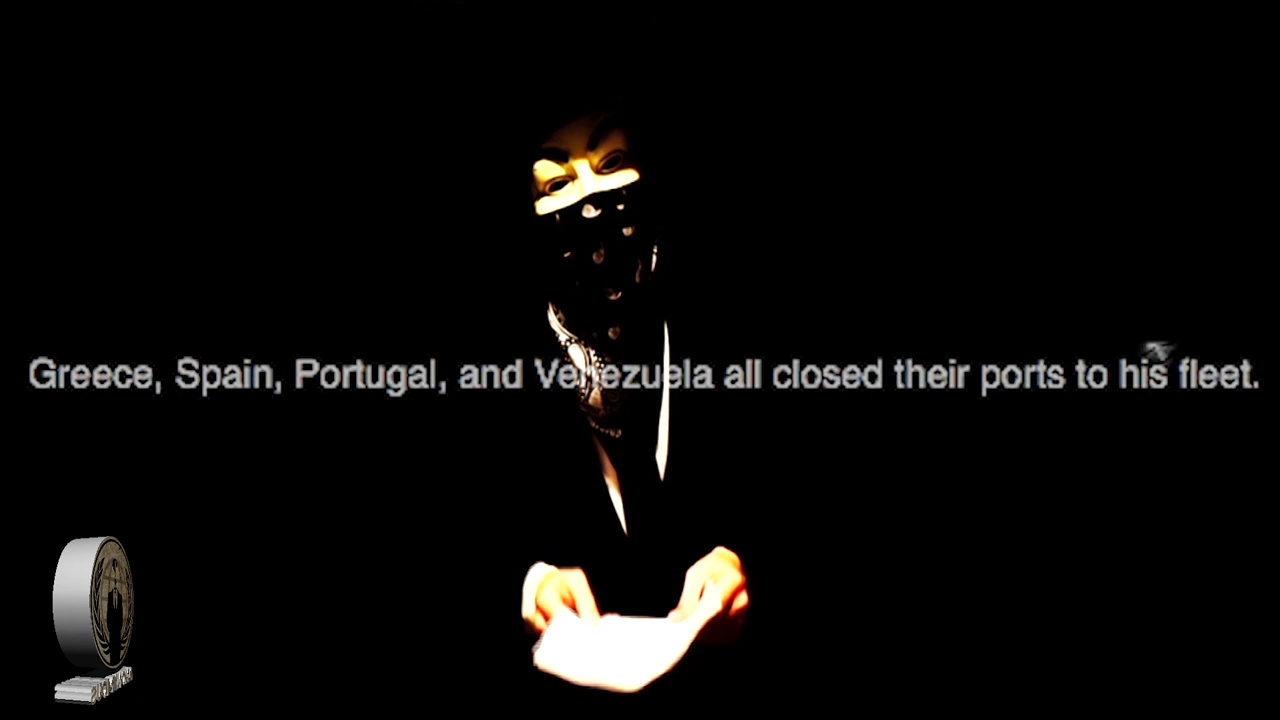 Greece, Spain, Portugal, and Venezuela all closed their ports to his fleet.